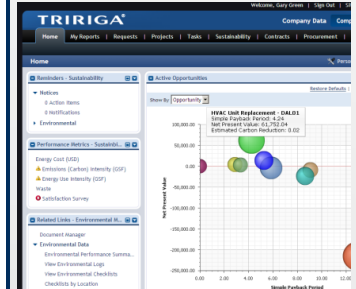 Welcome, Gary Green | Sign Out |
TRIRIGA
Company Data
Home | My Reports | Requests | Projects | Tasks | Sustainability | Contracts | Procurement |
Home
Reminders - Sustainability
Notices
0 Action Items
0 Notifications
Environmental
Performance Metrics - Sustainabl...
Energy Cost (USD)
Emissions (Carbon) Intensity (GSF)
Energy Use Intensity (GSF)
Waste
Satisfaction Survey
Related Links - Environmental M...
Document Manager
Environmental Data
Environmental Performance Summa...
View Environmental Logs
View Environmental Checklists
Checklists by Location
Active Opportunities
Restore Defaults
Show By Opportunity
HVAC Unit Replacement - DAL01
Simple Payback Period: 4.24
Net Present Value: 61,752.04
Estimated Carbon Reduction: 0.02
Net Present Value
100,000.00
50,000.00
0.00
-50,000.00
-100,000.00
-150,000.00
-200,000.00
-250,000.00
0.00 2.00 4.00 6.00 8.00 10.00 12.00
Simple Payback Period